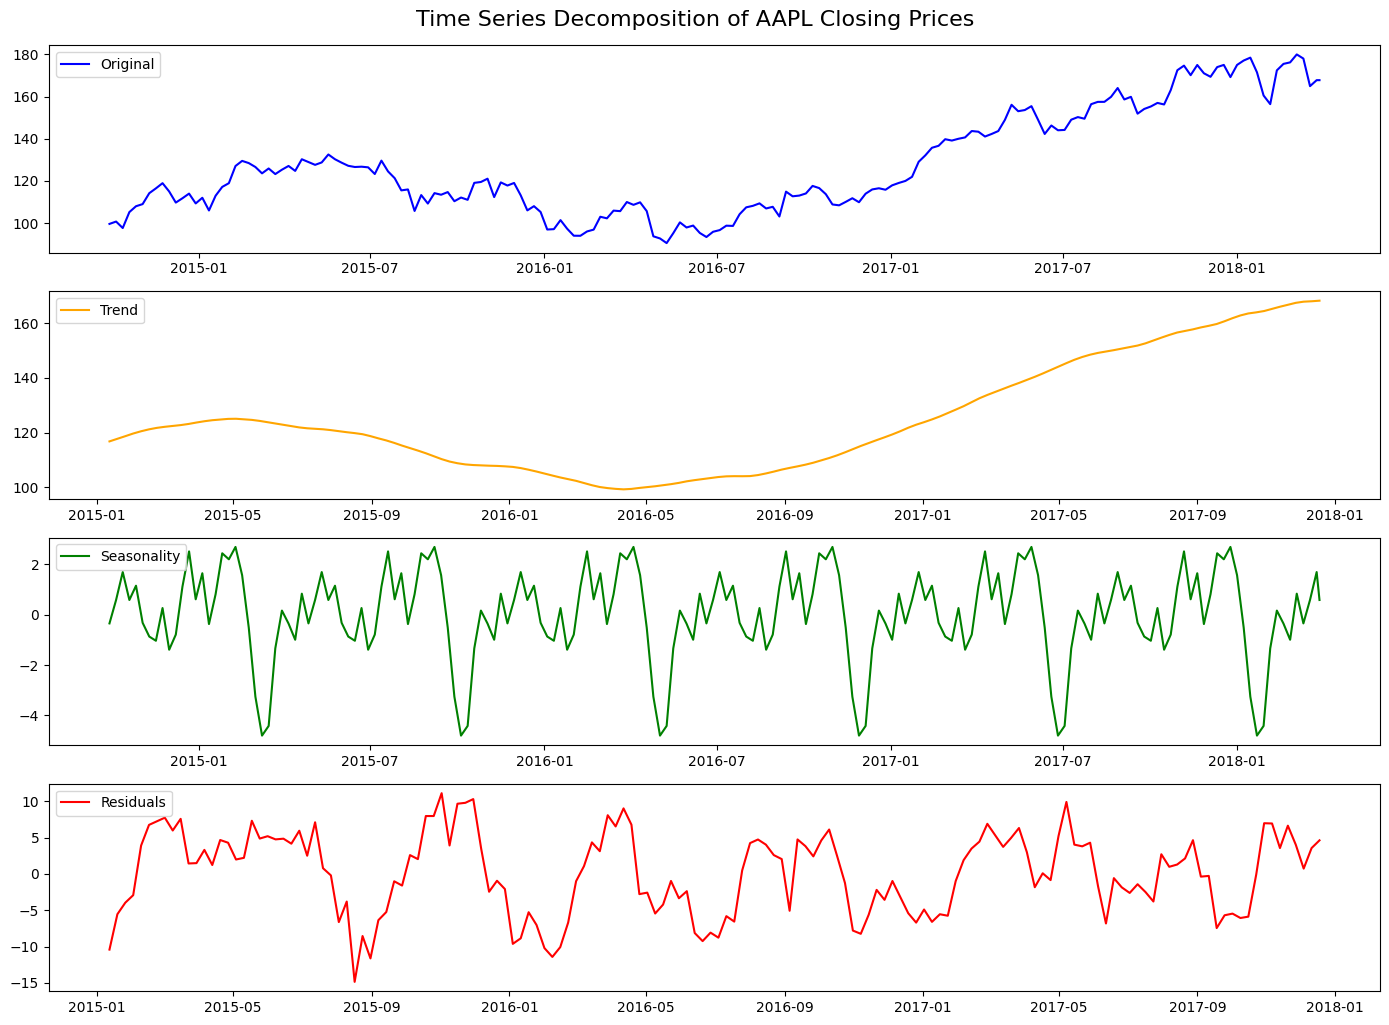 Time Series Decomposition of AAPL Closing Prices
Original
180
160
140
120
100
2015-01 2015-07 2016-01 2016-07 2017-01 2017-07 2018-01
Trend
160
140
120
100
2015-01 2015-05 2015-09 2016-01 2016-05 2016-09 2017-01 2017-05 2017-09 2018-01
Seasonality
2
0
−2
−4
2015-01 2015-07 2016-01 2016-07 2017-01 2017-07 2018-01
Residuals
10
5
0
−5
−10
−15
2015-01 2015-05 2015-09 2016-01 2016-05 2016-09 2017-01 2017-05 2017-09 2018-01